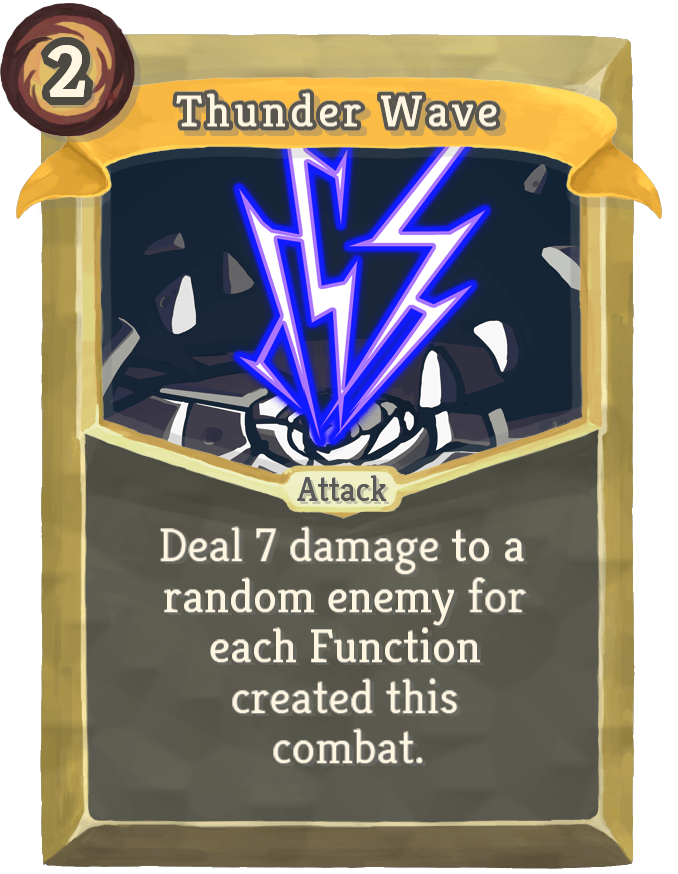 2
Thunder Wave
Attack
Deal 7 damage to a
random enemy for
each Function
created this
combat.